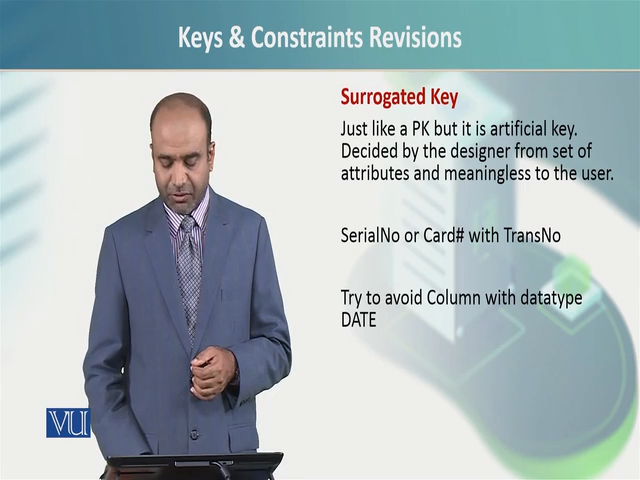 Keys & Constraints Revisions
Surrogated Key
Just like a PK but it is artificial key.
Decided by the designer from set of
attributes and meaningless to the user.
SerialNo or Card# with TransNo
Try to avoid Column with datatype
DATE
VU